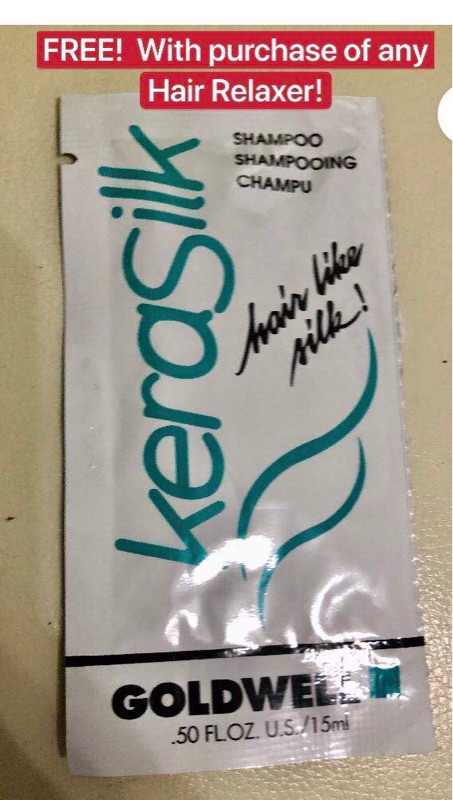 FREE! With purchase of any
Hair Relaxer!
SHAMPOO
SHAMPOOING
CHAMPU
keraSilk
hair like
silk!
GOLDWELL
.50 FL.OZ. U.S./15ml